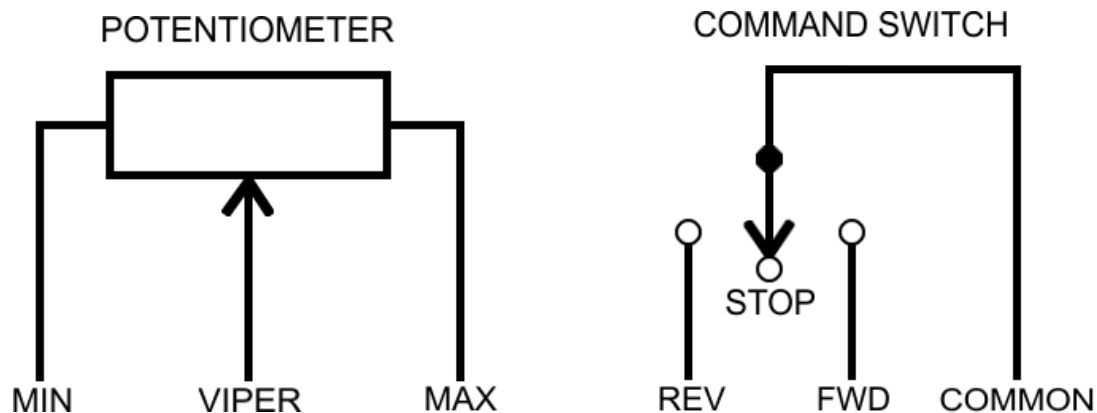 POTENTIOMETER
COMMAND SWITCH
STOP
MIN
VIPER
MAX
REV
FWD
COMMON